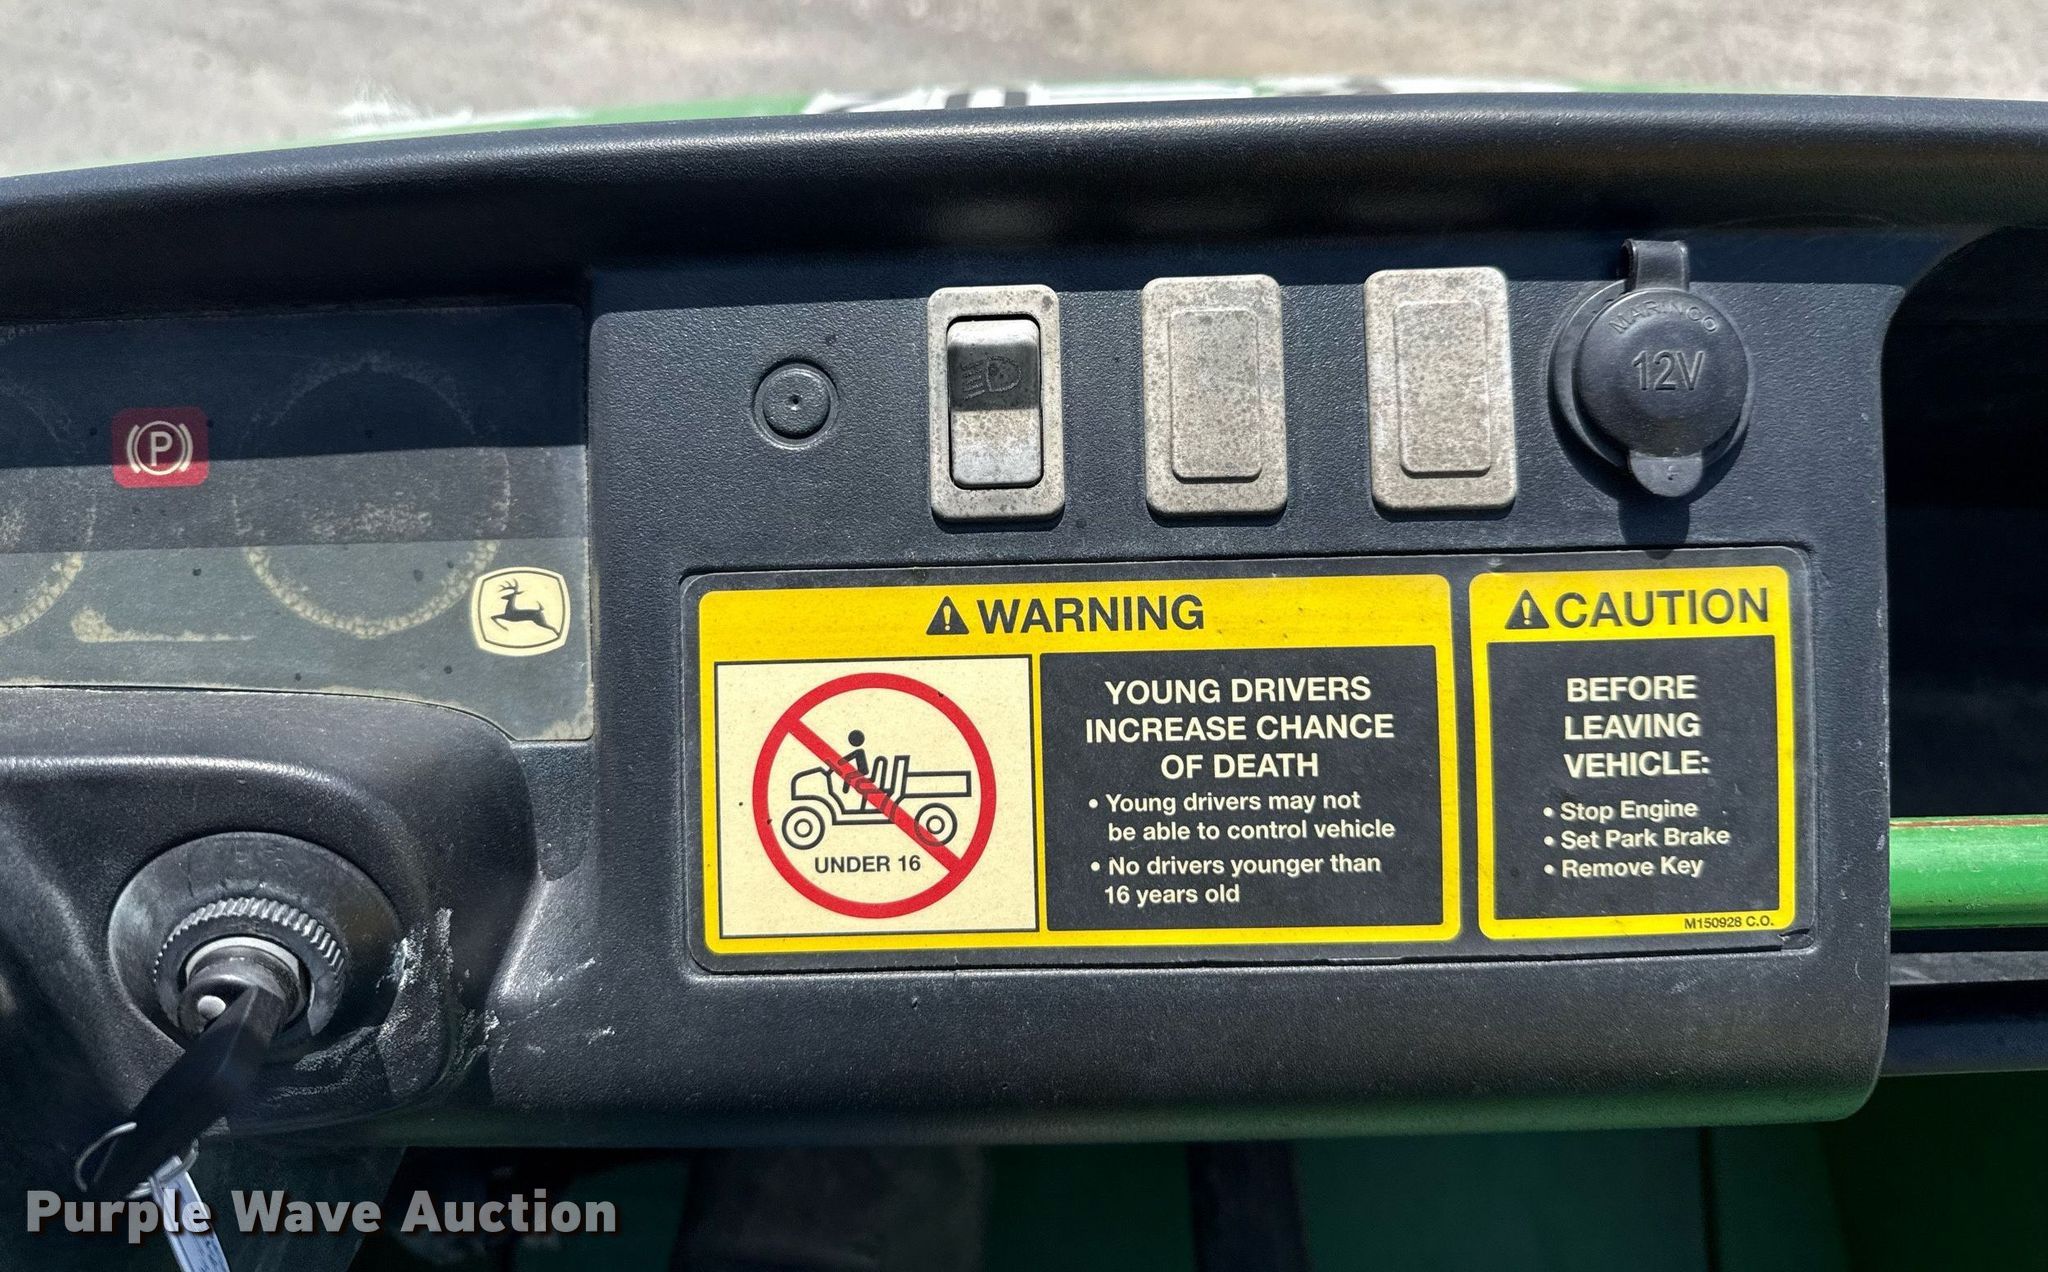 MARINCO
12V
P
WARNING
YOUNG DRIVERS
INCREASE CHANCE
OF DEATH
• Young drivers may not
be able to control vehicle
• No drivers younger than
16 years old
UNDER 16
CAUTION
BEFORE
LEAVING
VEHICLE:
• Stop Engine
• Set Park Brake
• Remove Key
M150928 C.O.
Purple Wave Auction